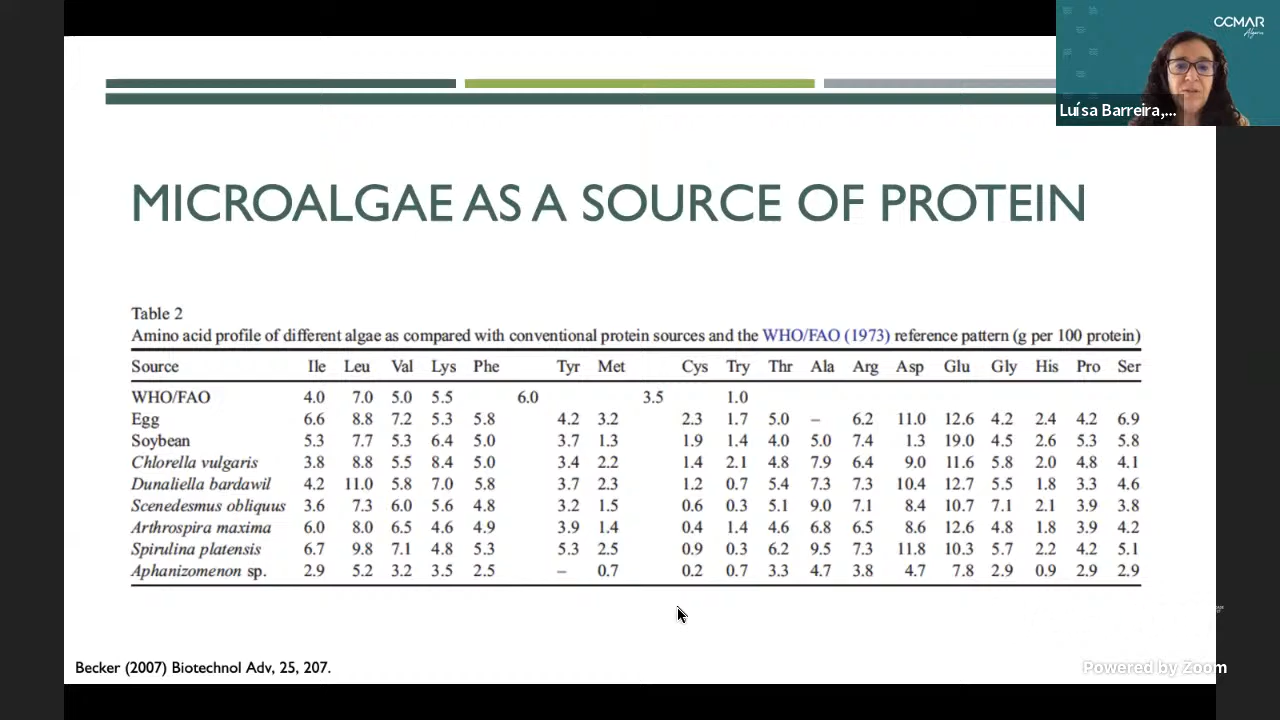 CCMAR
Algarve
Luísa Barreira,...
MICROALGAE AS A SOURCE OF PROTEIN
Table 2
Amino acid profile of different algae as compared with conventional protein sources and the WHO/FAO (1973) reference pattern (g per 100 protein)
Source Ile Leu Val Lys Phe Tyr Met Cys Try Thr Ala Arg Asp Glu Gly His Pro Ser
WHO/FAO 4.0 7.0 5.0 5.5 6.0 3.5 1.0
Egg 6.6 8.8 7.2 5.3 5.8 4.2 3.2 2.3 1.7 5.0 – 6.2 11.0 12.6 4.2 2.4 4.2 6.9
Soybean 5.3 7.7 5.3 6.4 5.0 3.7 1.3 1.9 1.4 4.0 5.0 7.4 1.3 19.0 4.5 2.6 5.3 5.8
Chlorella vulgaris 3.8 8.8 5.5 8.4 5.0 3.4 2.2 1.4 2.1 4.8 7.9 6.4 9.0 11.6 5.8 2.0 4.8 4.1
Dunaliella bardawil 4.2 11.0 5.8 7.0 5.8 3.7 2.3 1.2 0.7 5.4 7.3 7.3 10.4 12.7 5.5 1.8 3.3 4.6
Scenedesmus obliquus 3.6 7.3 6.0 5.6 4.8 3.2 1.5 0.6 0.3 5.1 9.0 7.1 8.4 10.7 7.1 2.1 3.9 3.8
Arthrospira maxima 6.0 8.0 6.5 4.6 4.9 3.9 1.4 0.4 1.4 4.6 6.8 6.5 8.6 12.6 4.8 1.8 3.9 4.2
Spirulina platensis 6.7 9.8 7.1 4.8 5.3 5.3 2.5 0.9 0.3 6.2 9.5 7.3 11.8 10.3 5.7 2.2 4.2 5.1
Aphanizomenon sp. 2.9 5.2 3.2 3.5 2.5 – 0.7 0.2 0.7 3.3 4.7 3.8 4.7 7.8 2.9 0.9 2.9 2.9
Becker (2007) Biotechnol Adv, 25, 207.
Powered by Zoom